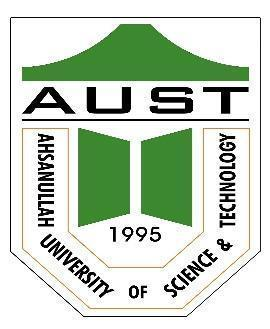 AUST
1995
AHSANULLAH UNIVERSITY OF SCIENCE & TECHNOLOGY